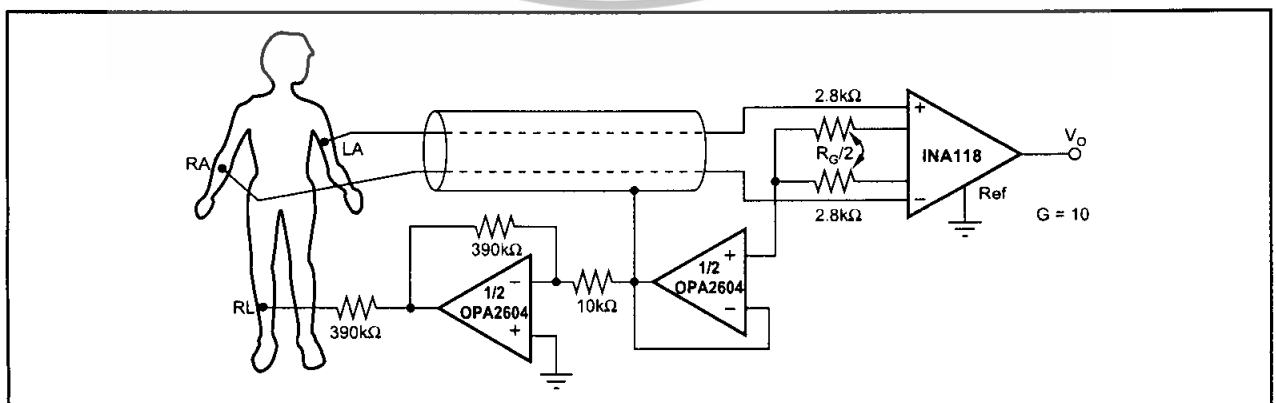 2.8kΩ
+
Vo
LA
RA
RG/2
INA118
Ref
−
G = 10
2.8kΩ
390kΩ
+
1/2
OPA2604
−
1/2
OPA2604
−
+
10kΩ
RL
390kΩ